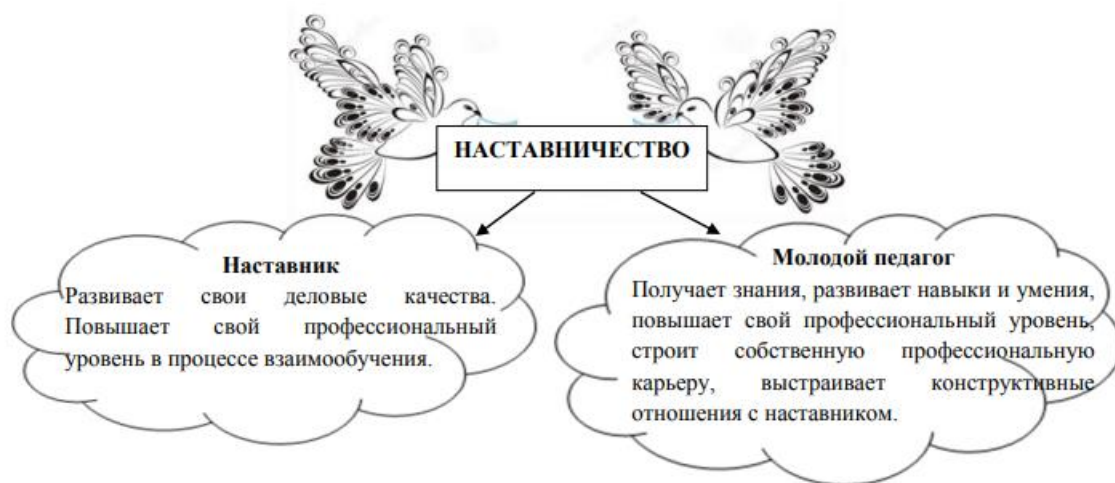 НАСТАВНИЧЕСТВО
Наставник
Развивает свои деловые качества.
Повышает свой профессиональный
уровень в процессе взаимообучения.
Молодой педагог
Получает знания, развивает навыки и умения,
повышает свой профессиональный уровень,
строит собственную профессиональную
карьеру, выстраивает конструктивные
отношения с наставником.